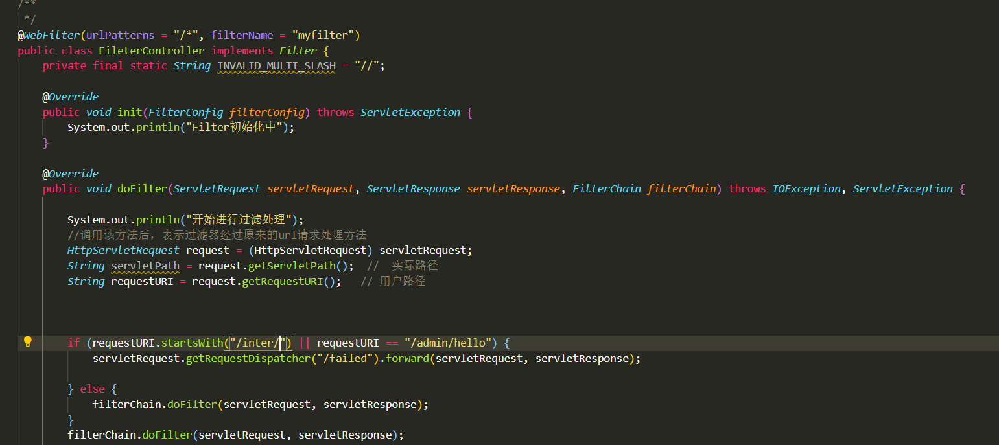 /**
*/
@WebFilter(urlPatterns = "/*", filterName = "myfilter")
public class FileterController implements Filter {
private final static String INVALID_MULTI_SLASH = "//";
@Override
public void init(FilterConfig filterConfig) throws ServletException {
System.out.println("Filter初始化中");
}
@Override
public void doFilter(ServletRequest servletRequest, ServletResponse servletResponse, FilterChain filterChain) throws IOException, ServletException {
System.out.println("开始进行过滤处理");
//调用该方法后，表示过滤器经过原来的url请求处理方法
HttpServletRequest request = (HttpServletRequest) servletRequest;
String servletPath = request.getServletPath();  //  实际路径
String requestURI = request.getRequestURI();   // 用户路径
if (requestURI.startsWith("/inter/") || requestURI == "/admin/hello") {
servletRequest.getRequestDispatcher("/failed").forward(servletRequest, servletResponse);
} else {
filterChain.doFilter(servletRequest, servletResponse);
}
filterChain.doFilter(servletRequest, servletResponse);